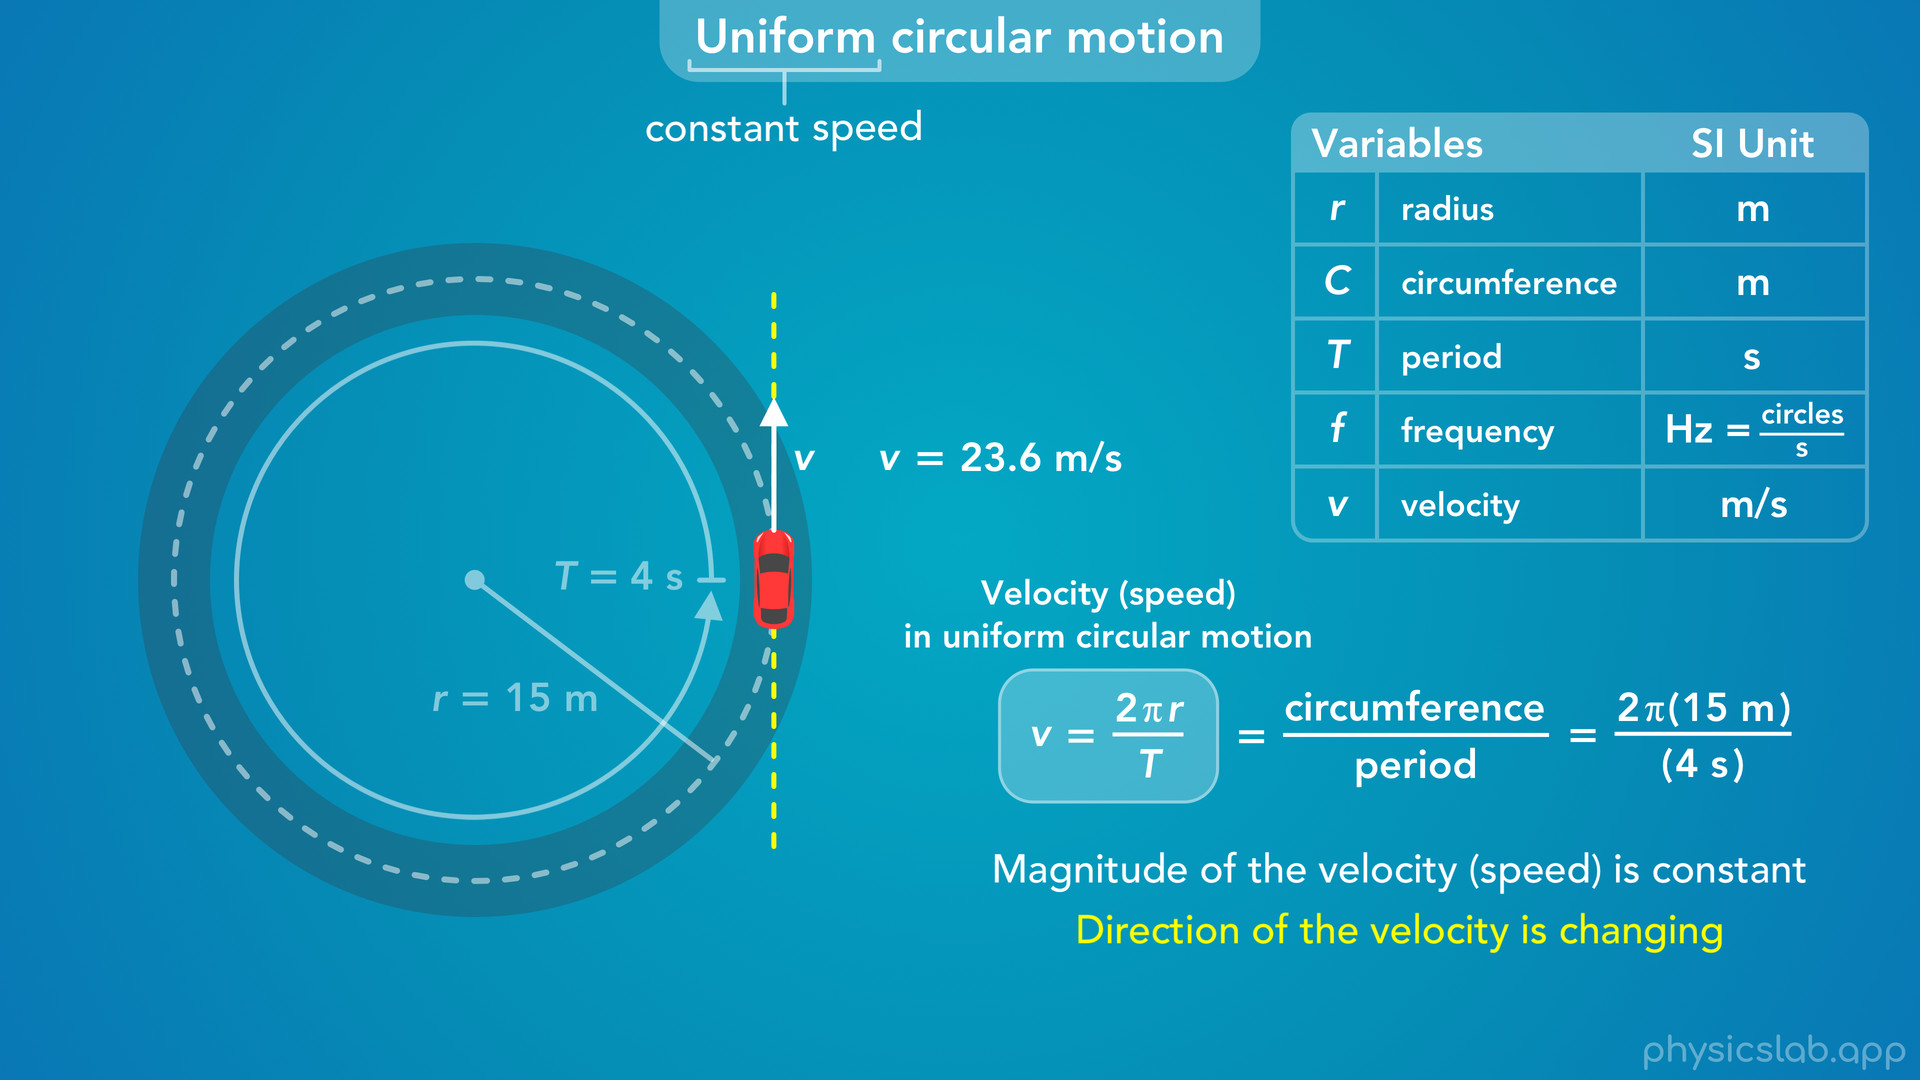 Uniform circular motion
constant speed
Variables SI Unit
r radius m
C circumference m
T period s
f frequency Hz = circles/s
v velocity m/s
v v = 23.6 m/s
T = 4 s
r = 15 m
Velocity (speed)
in uniform circular motion
v = 2πr/T = circumference/period = 2π(15 m)/(4 s)
Magnitude of the velocity (speed) is constant
Direction of the velocity is changing
physicslab.app